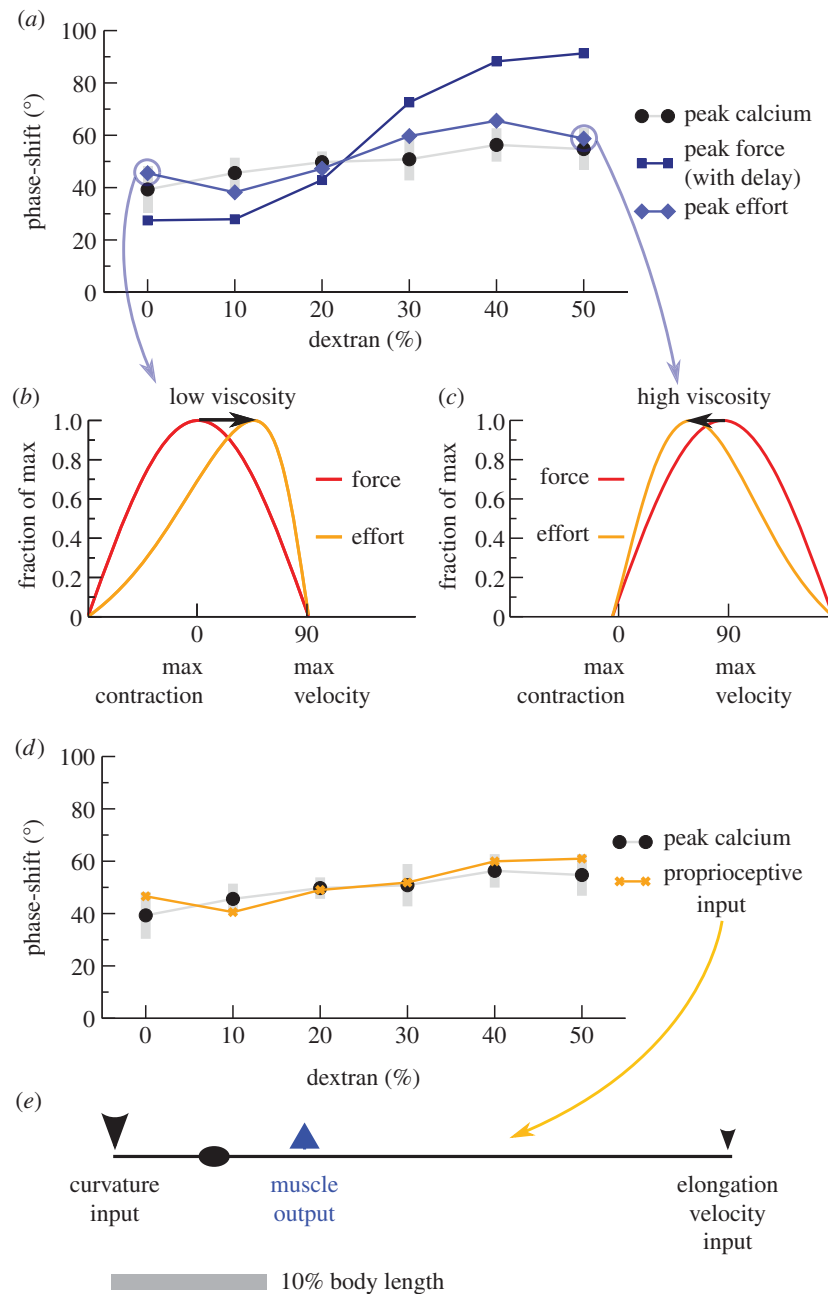 (a)
100
80
60
40
20
0
phase-shift (°)
0 10 20 30 40 50
dextran (%)
peak calcium
peak force
(with delay)
peak effort
(b)
low viscosity
1.0
0.8
0.6
0.4
0.2
0
fraction of max
force
effort
0 90
max
contraction
max
velocity
(c)
high viscosity
1.0
0.8
0.6
0.4
0.2
0
fraction of max
force
effort
0 90
max
contraction
max
velocity
(d)
100
80
60
40
20
0
phase-shift (°)
0 10 20 30 40 50
dextran (%)
peak calcium
proprioceptive
input
(e)
curvature
input
muscle
output
elongation
velocity
input
10% body length